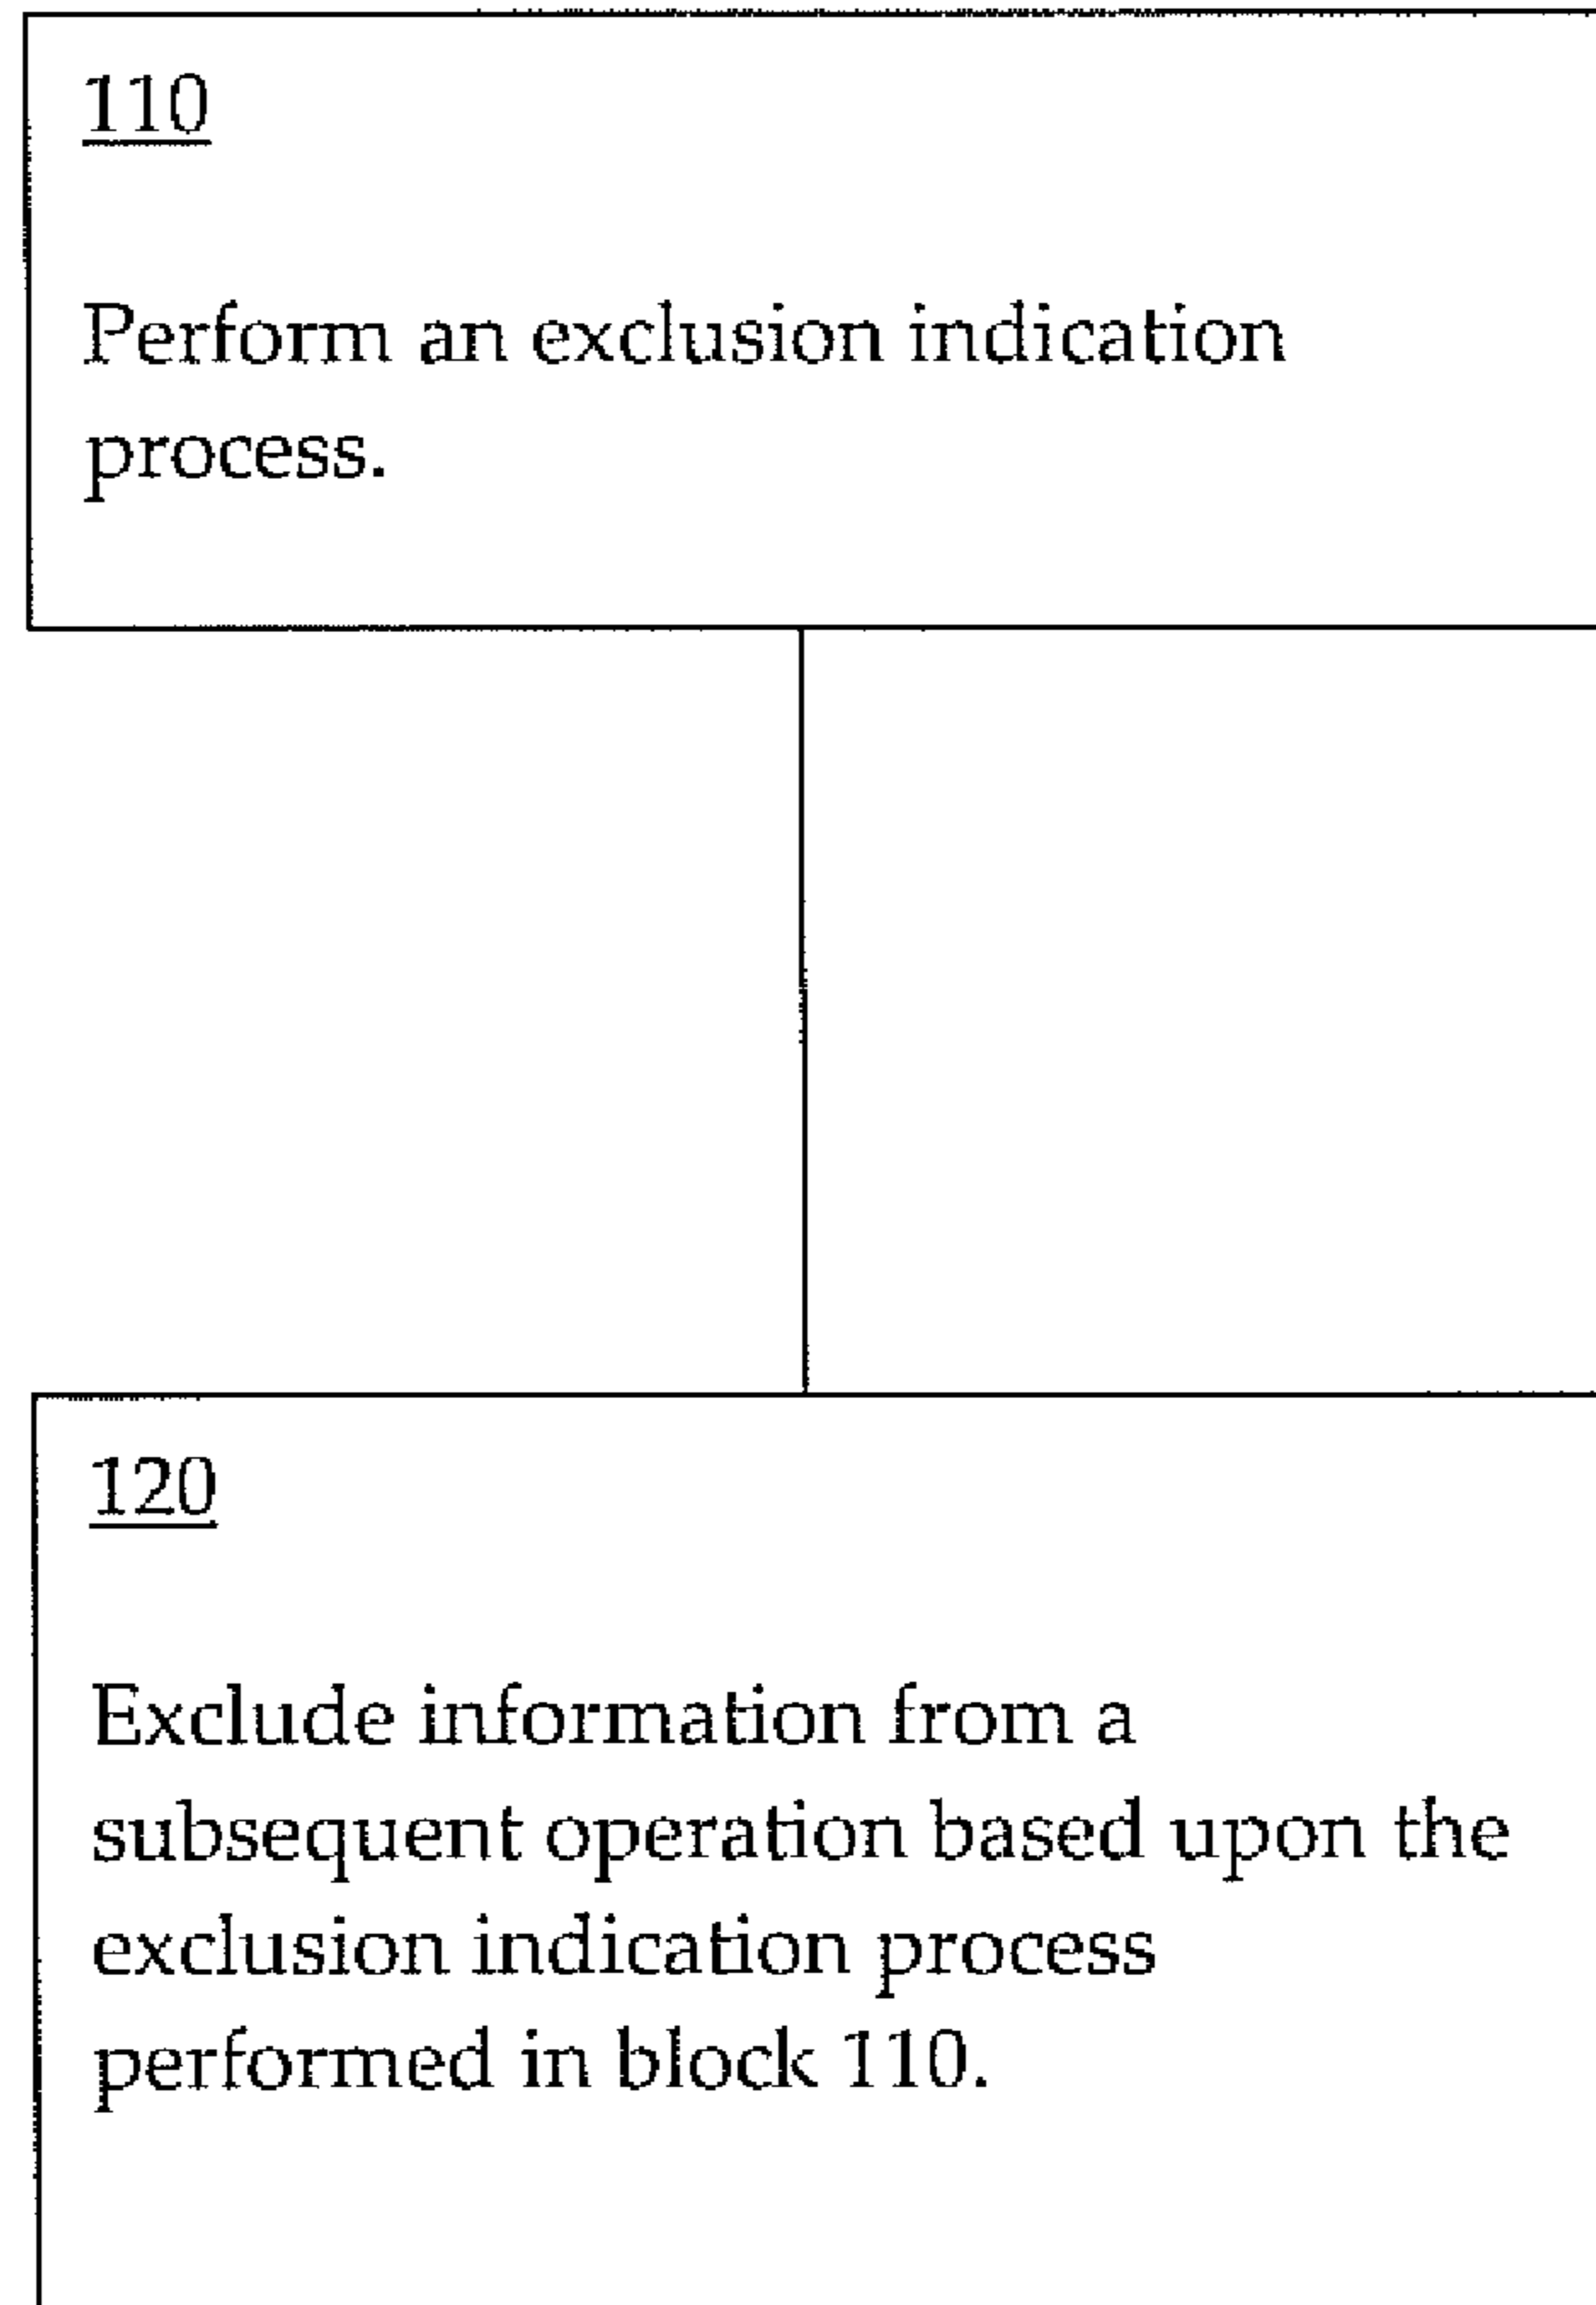 110
Perform an exclusion indication
process.
120
Exclude information from a
subsequent operation based upon the
exclusion indication process
performed in block 110.